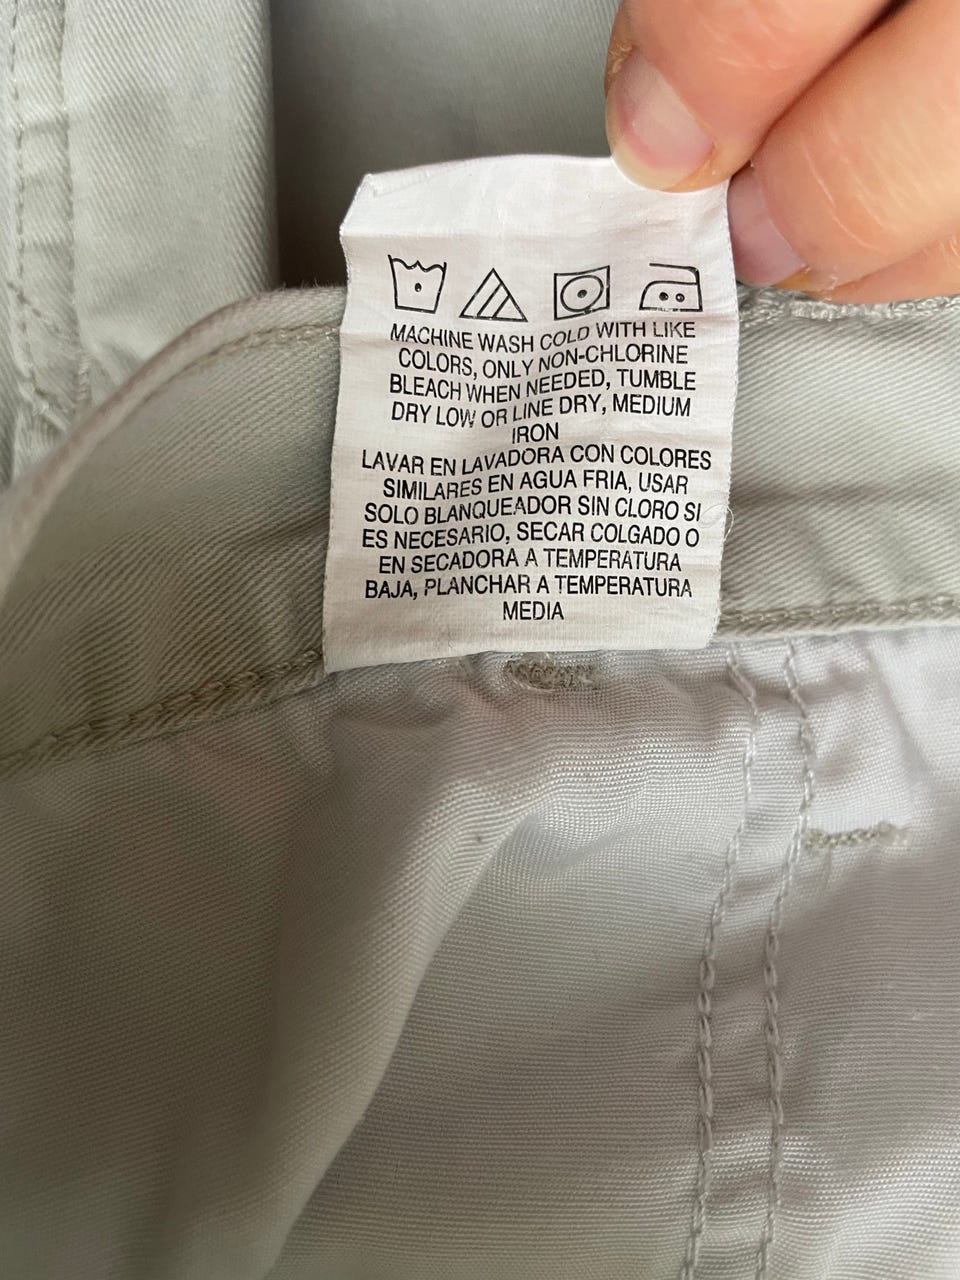 MACHINE WASH COLD WITH LIKE
COLORS, ONLY NON-CHLORINE
BLEACH WHEN NEEDED, TUMBLE
DRY LOW OR LINE DRY, MEDIUM
IRON
LAVAR EN LAVADORA CON COLORES
SIMILARES EN AGUA FRIA, USAR
SOLO BLANQUEADOR SIN CLORO SI
ES NECESARIO, SECAR COLGADO O
EN SECADORA A TEMPERATURA
BAJA, PLANCHAR A TEMPERATURA
MEDIA